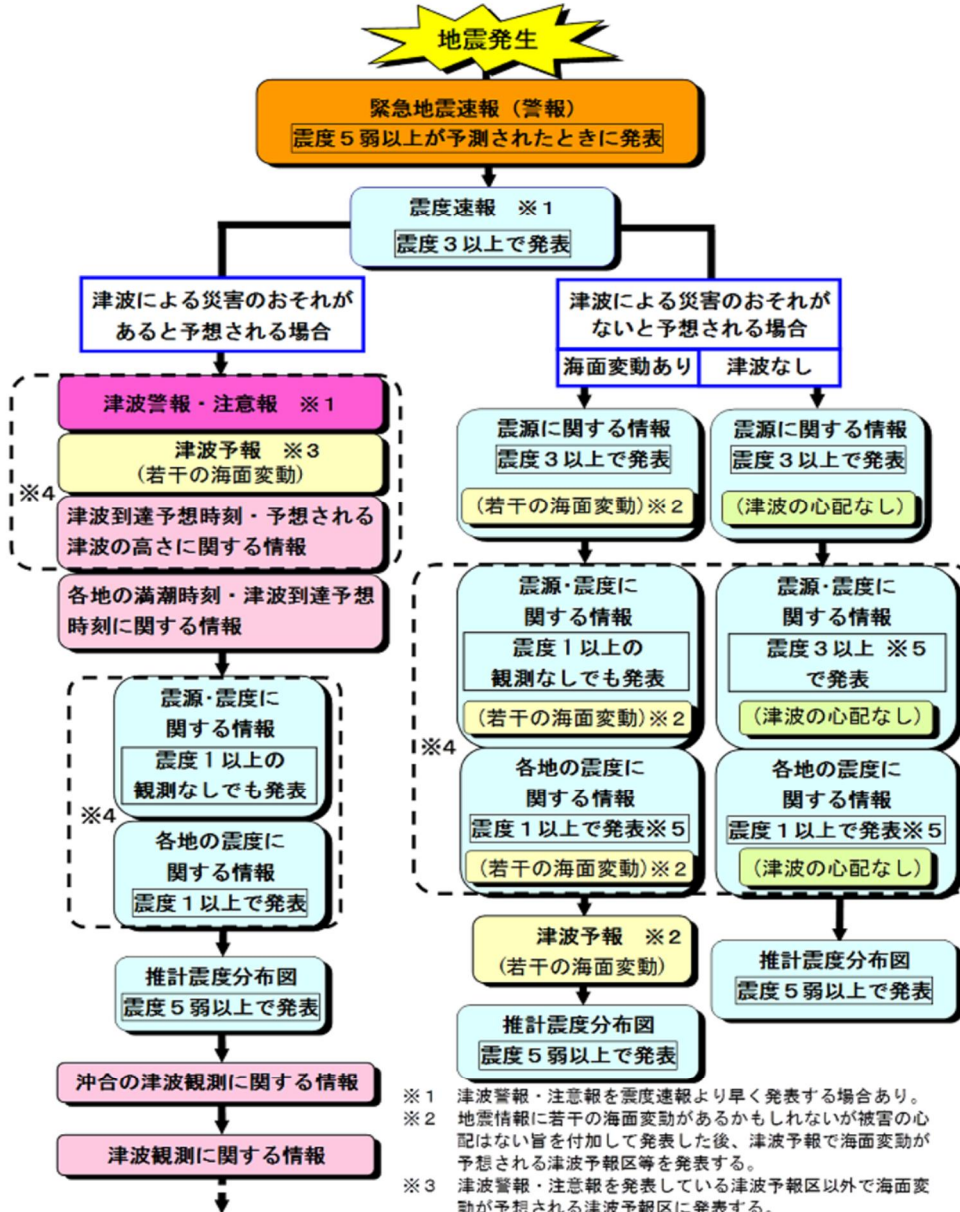 地震発生
緊急地震速報（警報）
震度５弱以上が予測されたときに発表
震度速報　※１
震度３以上で発表
津波による災害のおそれが
あると予想される場合
津波警報・注意報　※１
津波予報　※３
(若干の海面変動)
津波到達予想時刻・予想される
津波の高さに関する情報
※4
各地の満潮時刻・津波到達予想
時刻に関する情報
震源・震度に
関する情報
震度１以上の
観測なしでも発表
各地の震度に
関する情報
震度１以上で発表
※4
推計震度分布図
震度５弱以上で発表
沖合の津波観測に関する情報
津波観測に関する情報
津波による災害のおそれが
ないと予想される場合
海面変動あり
津波なし
震源に関する情報
震度３以上で発表
(若干の海面変動)※２
震源・震度に
関する情報
震度１以上の
観測なしでも発表
(若干の海面変動)※２
※4
各地の震度に
関する情報
震度１以上で発表※５
(若干の海面変動)※２
津波予報　※２
(若干の海面変動)
推計震度分布図
震度５弱以上で発表
震源に関する情報
震度３以上で発表
(津波の心配なし)
震源・震度に
関する情報
震度３以上 ※５
で発表
(津波の心配なし)
各地の震度に
関する情報
震度１以上で発表※５
(津波の心配なし)
推計震度分布図
震度５弱以上で発表
※１　津波警報・注意報を震度速報より早く発表する場合あり。
※２　地震情報に若干の海面変動があるかもしれないが被害の心
配はない旨を付加して発表した後、津波予報で海面変動が
予想される津波予報区等を発表する。
※３　津波警報・注意報を発表している津波予報区以外で海面変
動が予想される津波予報区に発表する。